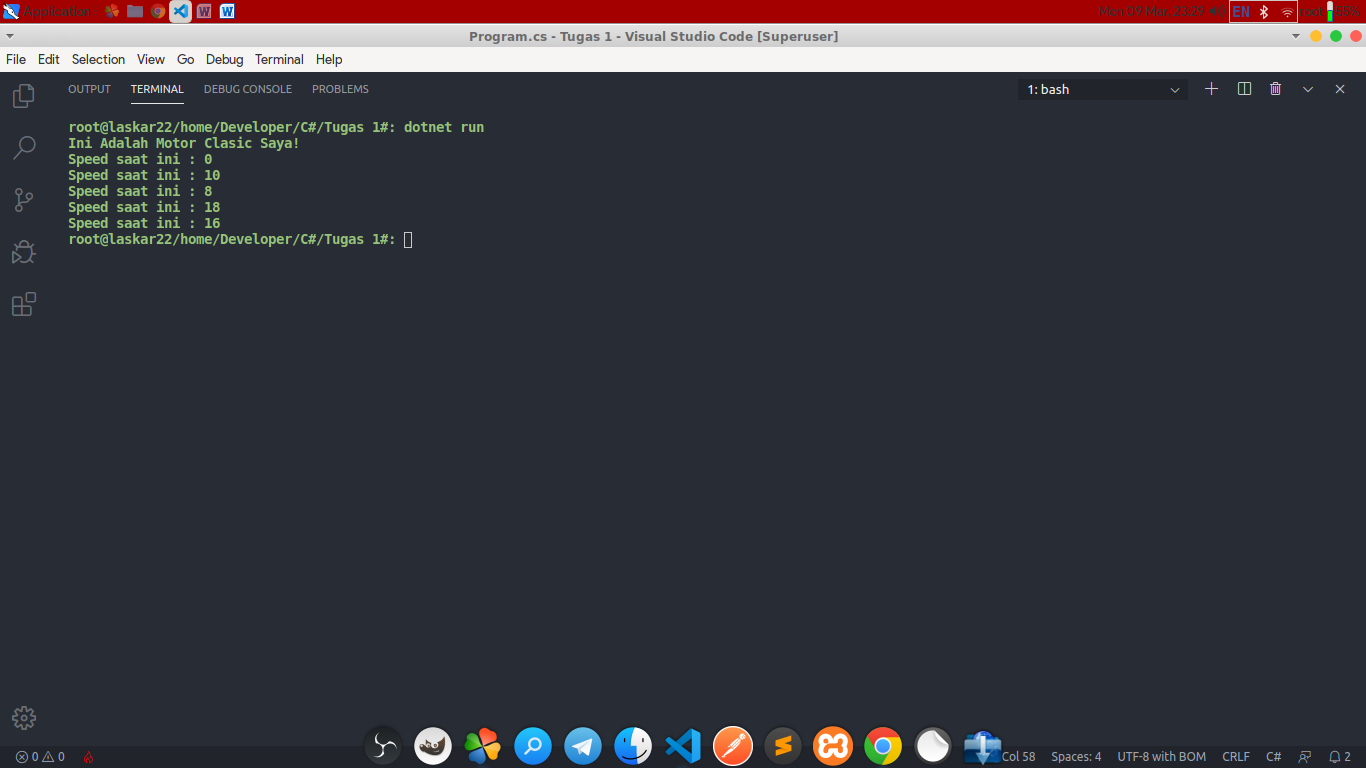 Applications
Mon 09 Mar, 23:29
EN
root
Program.cs - Tugas 1 - Visual Studio Code [Superuser]
File Edit Selection View Go Debug Terminal Help
OUTPUT TERMINAL DEBUG CONSOLE PROBLEMS 1: bash
root@laskar22/home/Developer/C#/Tugas 1#: dotnet run
Ini Adalah Motor Clasic Saya!
Speed saat ini : 0
Speed saat ini : 10
Speed saat ini : 8
Speed saat ini : 18
Speed saat ini : 16
root@laskar22/home/Developer/C#/Tugas 1#:
0 0 Col 58 Spaces: 4 UTF-8 with BOM CRLF C# 2